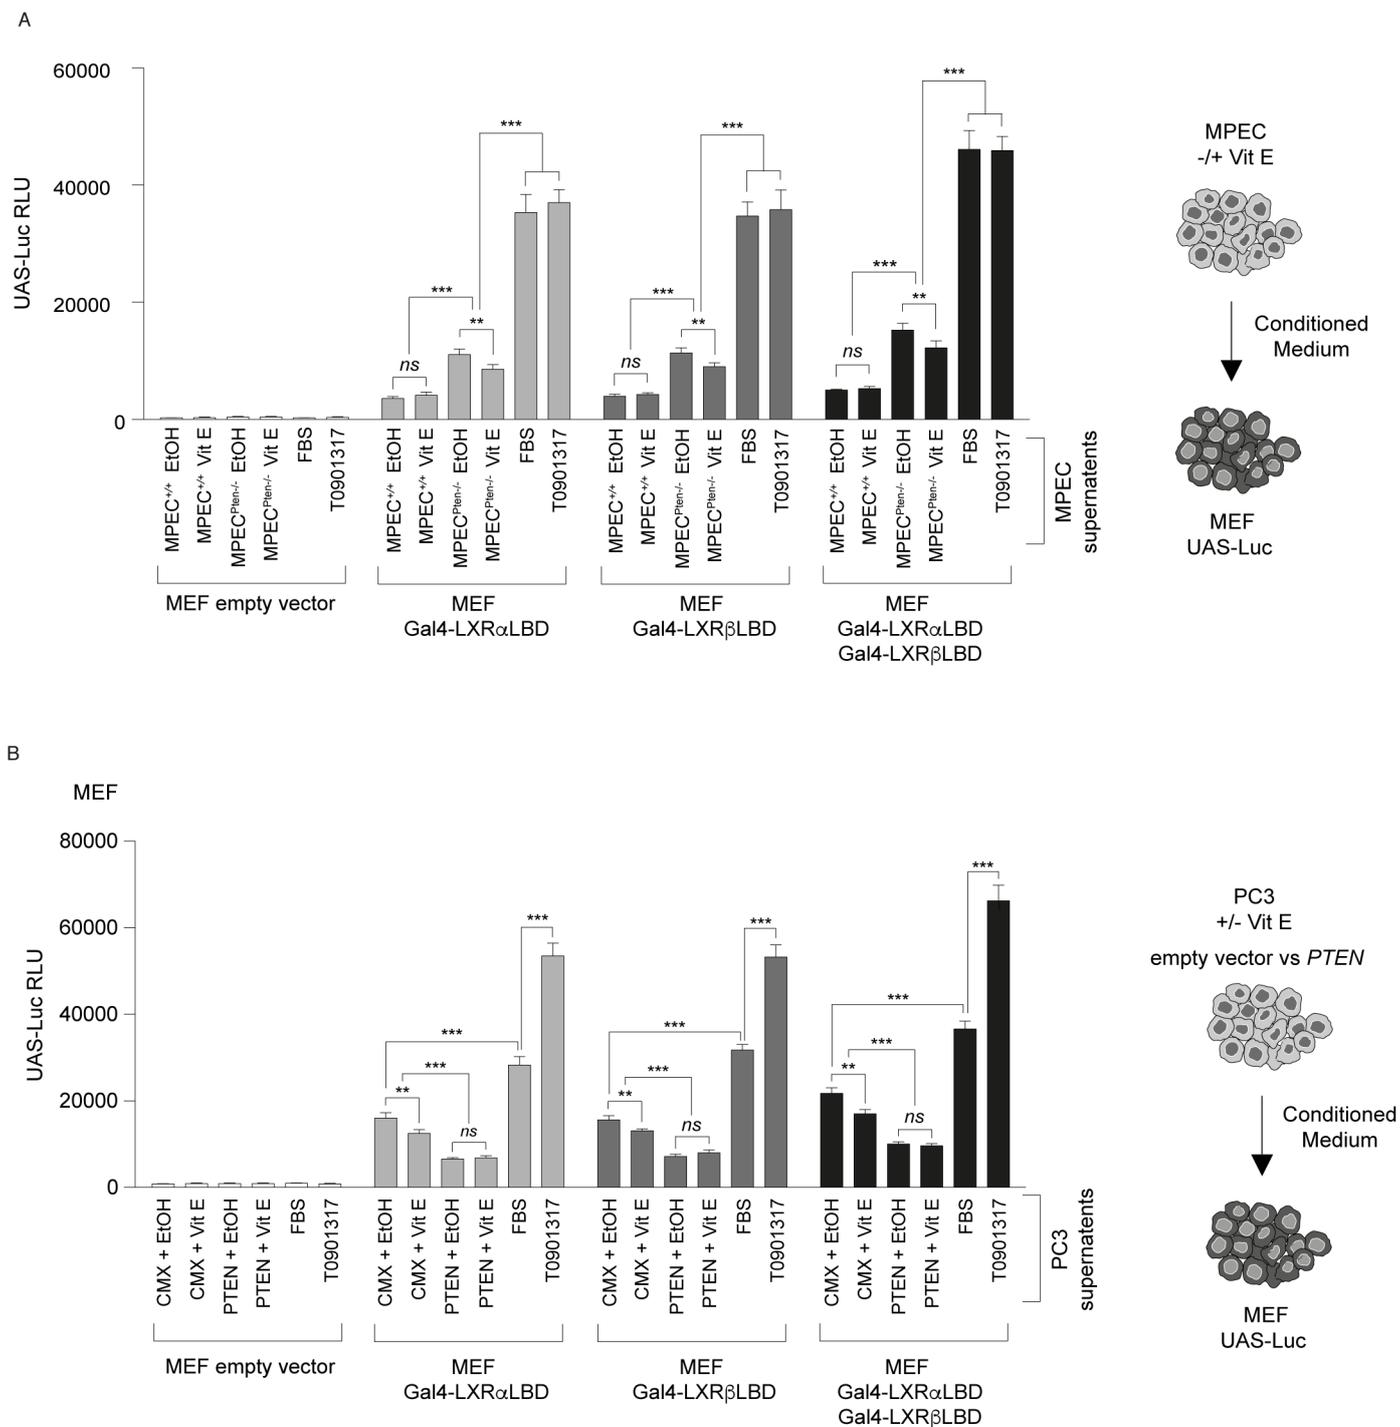 A
60000
40000
20000
0
UAS-Luc RLU
ns
***
**
***
ns
***
**
***
ns
***
**
***
MPEC+/+ EtOH
MPEC+/+ Vit E
MPECPten-/- EtOH
MPECPten-/- Vit E
FBS
T0901317
MPEC+/+ EtOH
MPEC+/+ Vit E
MPECPten-/- EtOH
MPECPten-/- Vit E
FBS
T0901317
MPEC+/+ EtOH
MPEC+/+ Vit E
MPECPten-/- EtOH
MPECPten-/- Vit E
FBS
T0901317
MPEC+/+ EtOH
MPEC+/+ Vit E
MPECPten-/- EtOH
MPECPten-/- Vit E
FBS
T0901317
MPEC
supernatents
MEF empty vector
MEF
Gal4-LXRαLBD
MEF
Gal4-LXRβLBD
MEF
Gal4-LXRαLBD
Gal4-LXRβLBD
MPEC
-/+ Vit E
Conditioned
Medium
MEF
UAS-Luc
B
MEF
80000
60000
40000
20000
0
UAS-Luc RLU
**
***
ns
***
***
**
***
ns
***
***
**
***
ns
***
***
CMX + EtOH
CMX + Vit E
PTEN + EtOH
PTEN + Vit E
FBS
T0901317
CMX + EtOH
CMX + Vit E
PTEN + EtOH
PTEN + Vit E
FBS
T0901317
CMX + EtOH
CMX + Vit E
PTEN + EtOH
PTEN + Vit E
FBS
T0901317
CMX + EtOH
CMX + Vit E
PTEN + EtOH
PTEN + Vit E
FBS
T0901317
PC3
supernatents
MEF empty vector
MEF
Gal4-LXRαLBD
MEF
Gal4-LXRβLBD
MEF
Gal4-LXRαLBD
Gal4-LXRβLBD
PC3
+/- Vit E
empty vector vs PTEN
Conditioned
Medium
MEF
UAS-Luc